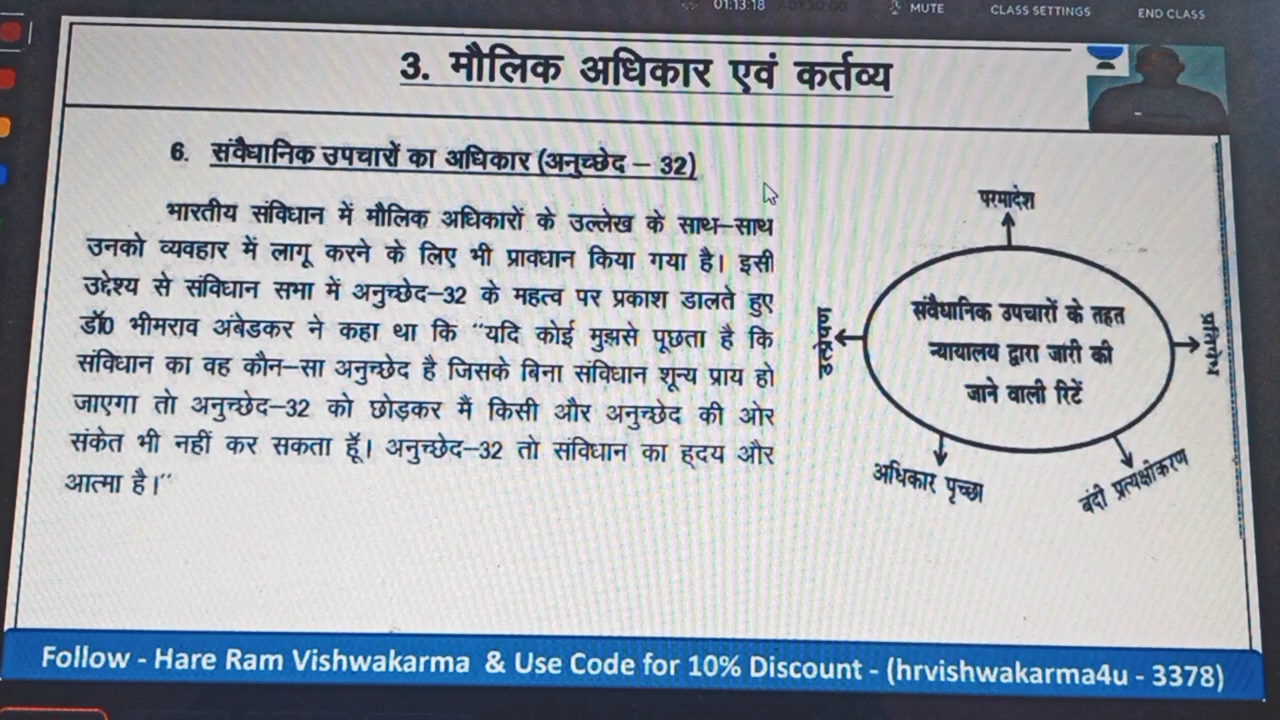 01:13:18 / 01:30:00
MUTE
CLASS SETTINGS
END CLASS
3. मौलिक अधिकार एवं कर्तव्य
6. संवैधानिक उपचारों का अधिकार (अनुच्छेद – 32)
भारतीय संविधान में मौलिक अधिकारों के उल्लेख के साथ–साथ
उनको व्यवहार में लागू करने के लिए भी प्रावधान किया गया है। इसी
उद्देश्य से संविधान सभा में अनुच्छेद–32 के महत्व पर प्रकाश डालते हुए
डॉ0 भीमराव अंबेडकर ने कहा था कि “यदि कोई मुझसे पूछता है कि
संविधान का वह कौन–सा अनुच्छेद है जिसके बिना संविधान शून्य प्राय हो
जाएगा तो अनुच्छेद–32 को छोड़कर मैं किसी और अनुच्छेद की ओर
संकेत भी नहीं कर सकता हूँ। अनुच्छेद–32 तो संविधान का हृदय और
आत्मा है।”
परमादेश
संवैधानिक उपचारों के तहत
न्यायालय द्वारा जारी की
जाने वाली रिटें
उत्प्रेषण
प्रतिषेध
अधिकार पृच्छा
बंदी प्रत्यक्षीकरण
Follow - Hare Ram Vishwakarma & Use Code for 10% Discount - (hrvishwakarma4u - 3378)